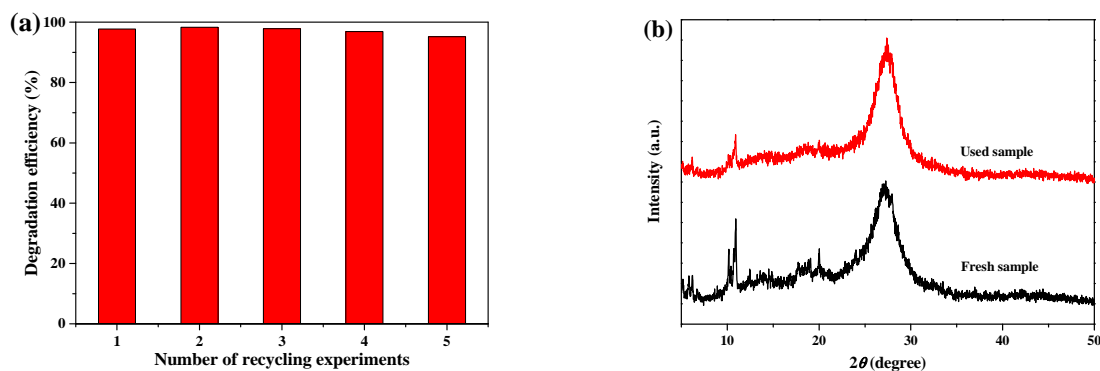 (a)
100
80
60
40
20
0
Degradation efficiency (%)
1 2 3 4 5
Number of recycling experiments
(b)
Intensity (a.u.)
Used sample
Fresh sample
10 20 30 40 50
2θ (degree)